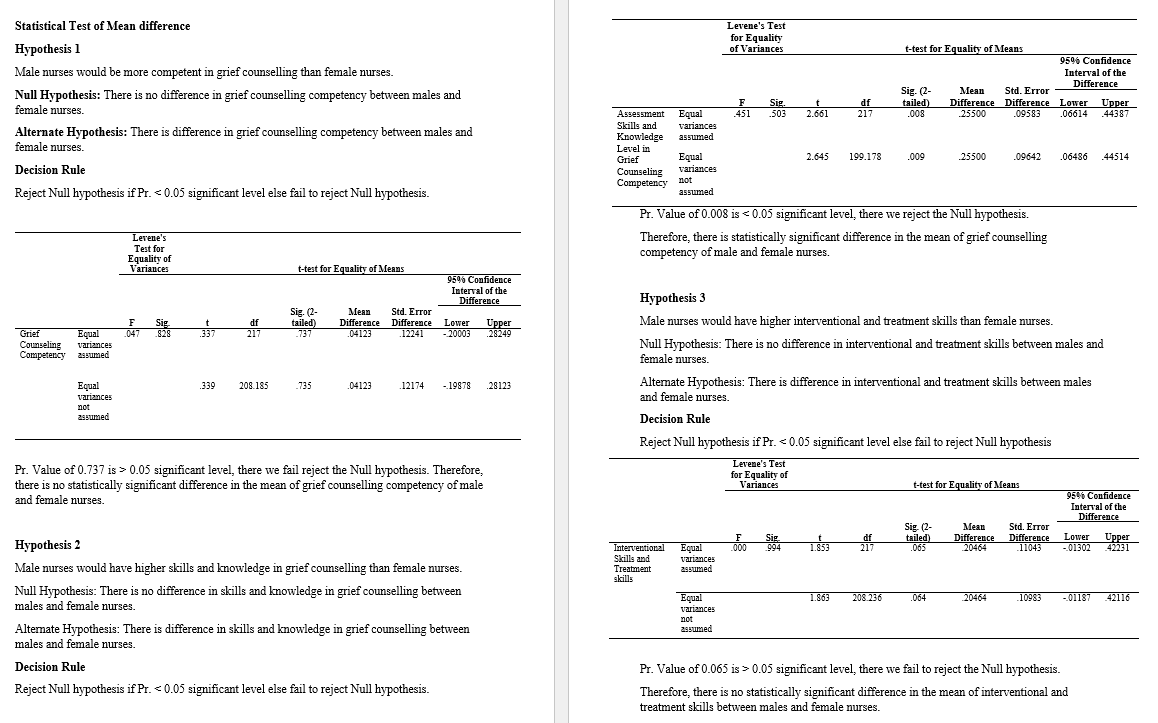 Statistical Test of Mean difference
Hypothesis 1
Male nurses would be more competent in grief counselling than female nurses.
Null Hypothesis: There is no difference in grief counselling competency between males and
female nurses.
Alternate Hypothesis: There is difference in grief counselling competency between males and
female nurses.
Decision Rule
Reject Null hypothesis if Pr. < 0.05 significant level else fail to reject Null hypothesis.
Levene's
Test for
Equality of
Variances t-test for Equality of Means
95% Confidence
Interval of the
Difference
Sig. (2- Mean Std. Error
F Sig. t df tailed) Difference Difference Lower Upper
Grief Equal .047 .828 .337 217 .737 .04123 .12241 -.20003 .28249
Counseling variances
Competency assumed
Equal .339 208.185 .735 .04123 .12174 -.19878 .28123
variances
not
assumed
Pr. Value of 0.737 is > 0.05 significant level, there we fail reject the Null hypothesis. Therefore,
there is no statistically significant difference in the mean of grief counselling competency of male
and female nurses.
Hypothesis 2
Male nurses would have higher skills and knowledge in grief counselling than female nurses.
Null Hypothesis: There is no difference in skills and knowledge in grief counselling between
males and female nurses.
Alternate Hypothesis: There is difference in skills and knowledge in grief counselling between
males and female nurses.
Decision Rule
Reject Null hypothesis if Pr. < 0.05 significant level else fail to reject Null hypothesis.
Levene's Test
for Equality
of Variances t-test for Equality of Means
95% Confidence
Interval of the
Difference
Sig. (2- Mean Std. Error
F Sig. t df tailed) Difference Difference Lower Upper
Assessment Equal .451 .503 2.661 217 .008 .25500 .09583 .06614 .44387
Skills and variances
Knowledge assumed
Level in
Grief Equal 2.645 199.178 .009 .25500 .09642 .06486 .44514
Counseling variances
Competency not
assumed
Pr. Value of 0.008 is < 0.05 significant level, there we reject the Null hypothesis.
Therefore, there is statistically significant difference in the mean of grief counselling
competency of male and female nurses.
Hypothesis 3
Male nurses would have higher interventional and treatment skills than female nurses.
Null Hypothesis: There is no difference in interventional and treatment skills between males and
female nurses.
Alternate Hypothesis: There is difference in interventional and treatment skills between males
and female nurses.
Decision Rule
Reject Null hypothesis if Pr. < 0.05 significant level else fail to reject Null hypothesis
Levene's Test
for Equality of
Variances t-test for Equality of Means
95% Confidence
Interval of the
Difference
Sig. (2- Mean Std. Error
F Sig. t df tailed) Difference Difference Lower Upper
Interventional Equal .000 .994 1.853 217 .065 .20464 .11043 -.01302 .42231
Skills and variances
Treatment assumed
skills
Equal 1.863 208.236 .064 .20464 .10983 -.01187 .42116
variances
not
assumed
Pr. Value of 0.065 is > 0.05 significant level, there we fail to reject the Null hypothesis.
Therefore, there is no statistically significant difference in the mean of interventional and
treatment skills between males and female nurses.